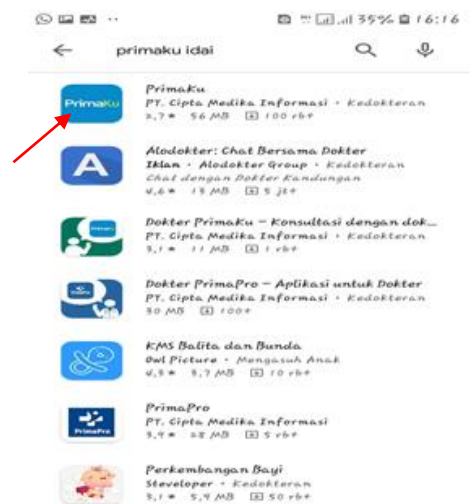 35% 16:16
primaku idai
PrimaKu
PrimaKu
PT. Cipta Medika Informasi • Kedokteran
2,7★ 56 MB 100 rb+
A
Alodokter: Chat Bersama Dokter
Iklan • Alodokter Group • Kedokteran
Chat dengan Dokter Kandungan
4,6★ 13 MB 5 jt+
Dokter PrimaKu – Konsultasi dengan dok...
PT. Cipta Medika Informasi • Kedokteran
3,1★ 11 MB 1 rb+
Dokter PrimaPro – Aplikasi untuk Dokter
PT. Cipta Medika Informasi • Kedokteran
30 MB 100+
KMS Balita dan Bunda
Owl Picture • Mengasuh Anak
4,3★ 3,7 MB 10 rb+
PrimaPro
PrimaPro
PT. Cipta Medika Informasi
3,9★ 28 MB 5 rb+
Perkembangan Bayi
Steveloper • Kedokteran
3,1★ 5,9 MB 50 rb+